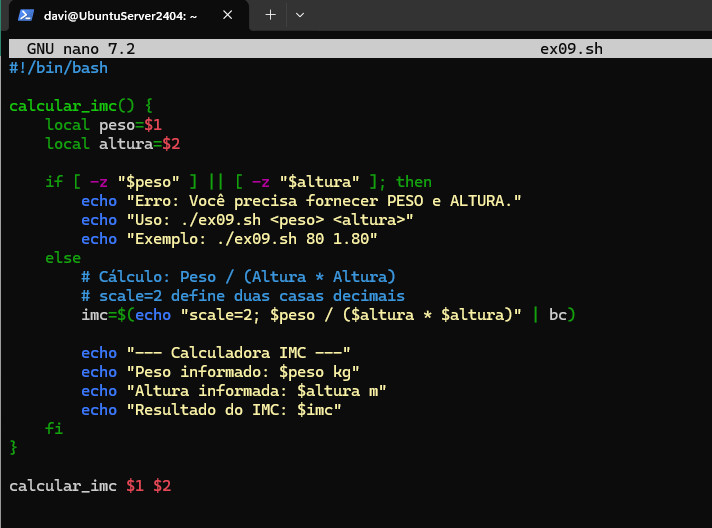 davi@UbuntuServer2404: ~
GNU nano 7.2 ex09.sh
#!/bin/bash

calcular_imc() {
    local peso=$1
    local altura=$2

    if [ -z "$peso" ] || [ -z "$altura" ]; then
        echo "Erro: Você precisa fornecer PESO e ALTURA."
        echo "Uso: ./ex09.sh <peso> <altura>"
        echo "Exemplo: ./ex09.sh 80 1.80"
    else
        # Cálculo: Peso / (Altura * Altura)
        # scale=2 define duas casas decimais
        imc=$(echo "scale=2; $peso / ($altura * $altura)" | bc)

        echo "--- Calculadora IMC ---"
        echo "Peso informado: $peso kg"
        echo "Altura informada: $altura m"
        echo "Resultado do IMC: $imc"
    fi
}

calcular_imc $1 $2